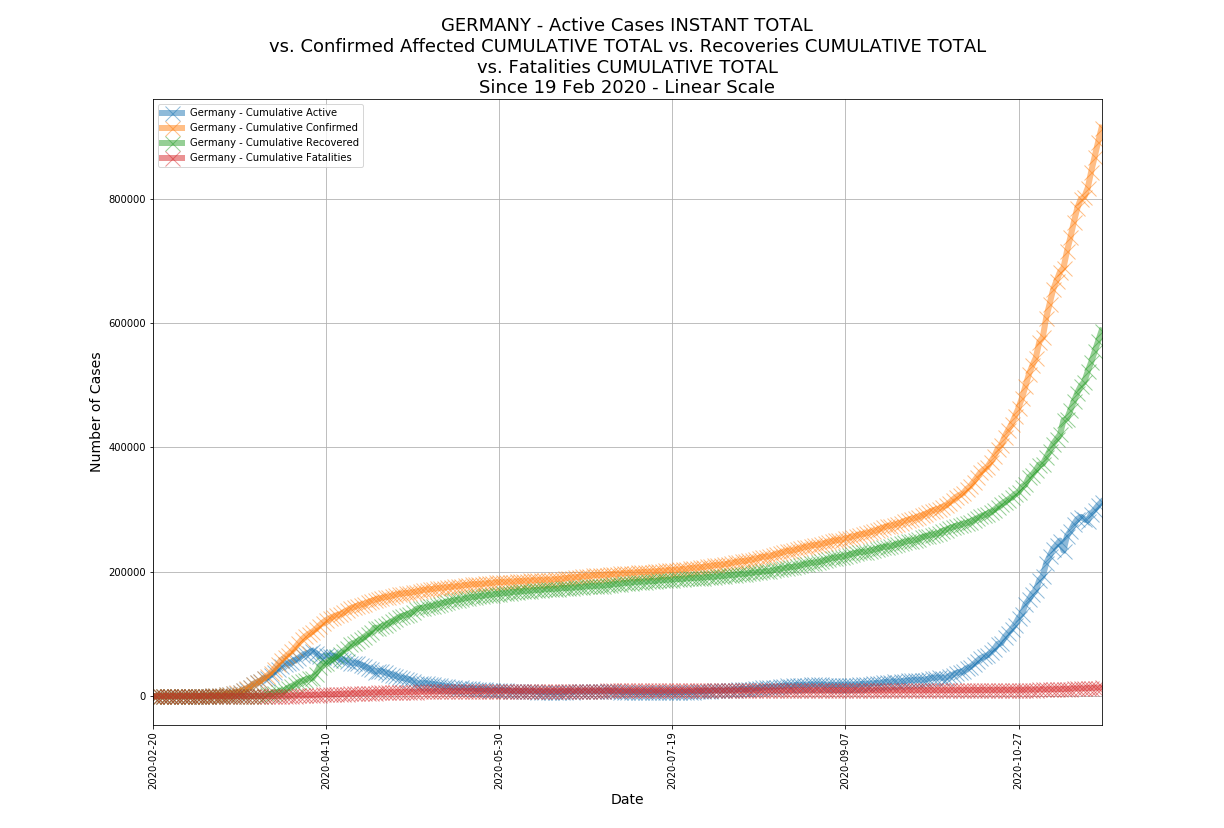 GERMANY - Active Cases INSTANT TOTAL
vs. Confirmed Affected CUMULATIVE TOTAL vs. Recoveries CUMULATIVE TOTAL
vs. Fatalities CUMULATIVE TOTAL
Since 19 Feb 2020 - Linear Scale
Germany - Cumulative Active
Germany - Cumulative Confirmed
Germany - Cumulative Recovered
Germany - Cumulative Fatalities
Number of Cases
800000
600000
400000
200000
0
2020-02-20
2020-04-10
2020-05-30
2020-07-19
2020-09-07
2020-10-27
Date